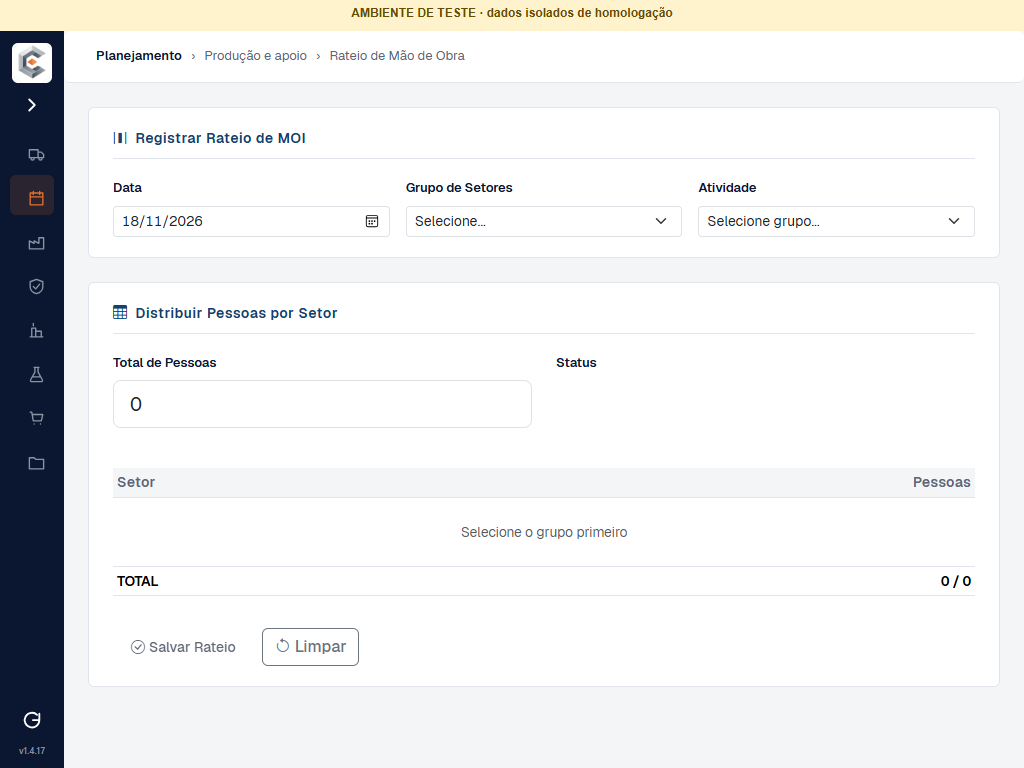 AMBIENTE DE TESTE · dados isolados de homologação
Planejamento › Produção e apoio › Rateio de Mão de Obra
Registrar Rateio de MOI
Data
Grupo de Setores
Atividade
18/11/2026
Selecione...
Selecione grupo...
Distribuir Pessoas por Setor
Total de Pessoas
Status
0
Setor
Pessoas
Selecione o grupo primeiro
TOTAL
0 / 0
Salvar Rateio
Limpar
v1.4.17